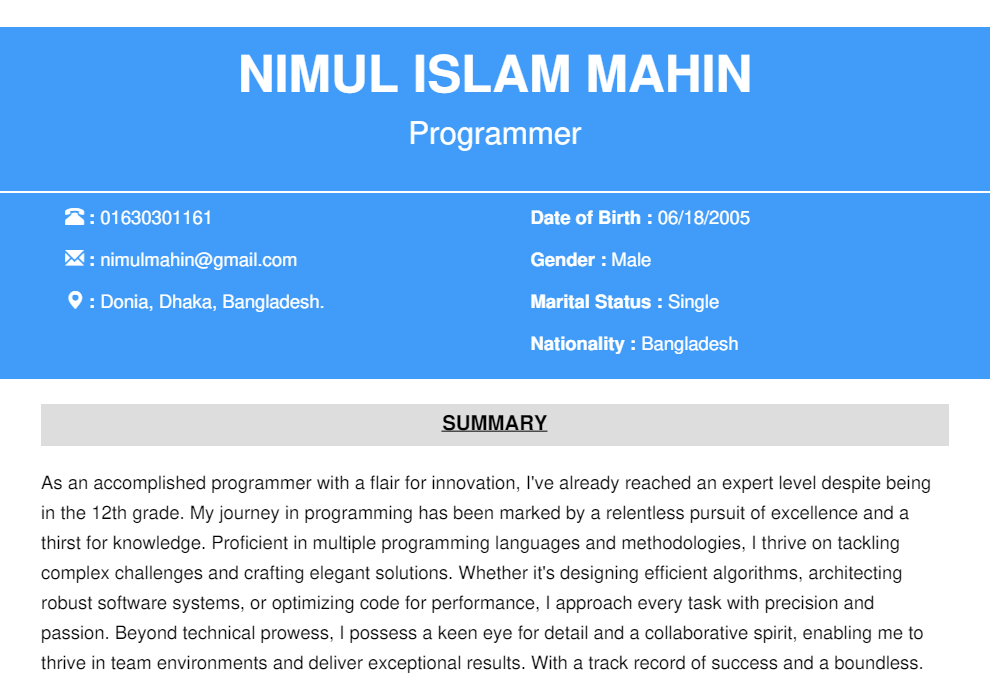 NIMUL ISLAM MAHIN
Programmer
: 01630301161
: nimulmahin@gmail.com
: Donia, Dhaka, Bangladesh.
Date of Birth : 06/18/2005
Gender : Male
Marital Status : Single
Nationality : Bangladesh
SUMMARY
As an accomplished programmer with a flair for innovation, I've already reached an expert level despite being
in the 12th grade. My journey in programming has been marked by a relentless pursuit of excellence and a
thirst for knowledge. Proficient in multiple programming languages and methodologies, I thrive on tackling
complex challenges and crafting elegant solutions. Whether it's designing efficient algorithms, architecting
robust software systems, or optimizing code for performance, I approach every task with precision and
passion. Beyond technical prowess, I possess a keen eye for detail and a collaborative spirit, enabling me to
thrive in team environments and deliver exceptional results. With a track record of success and a boundless.